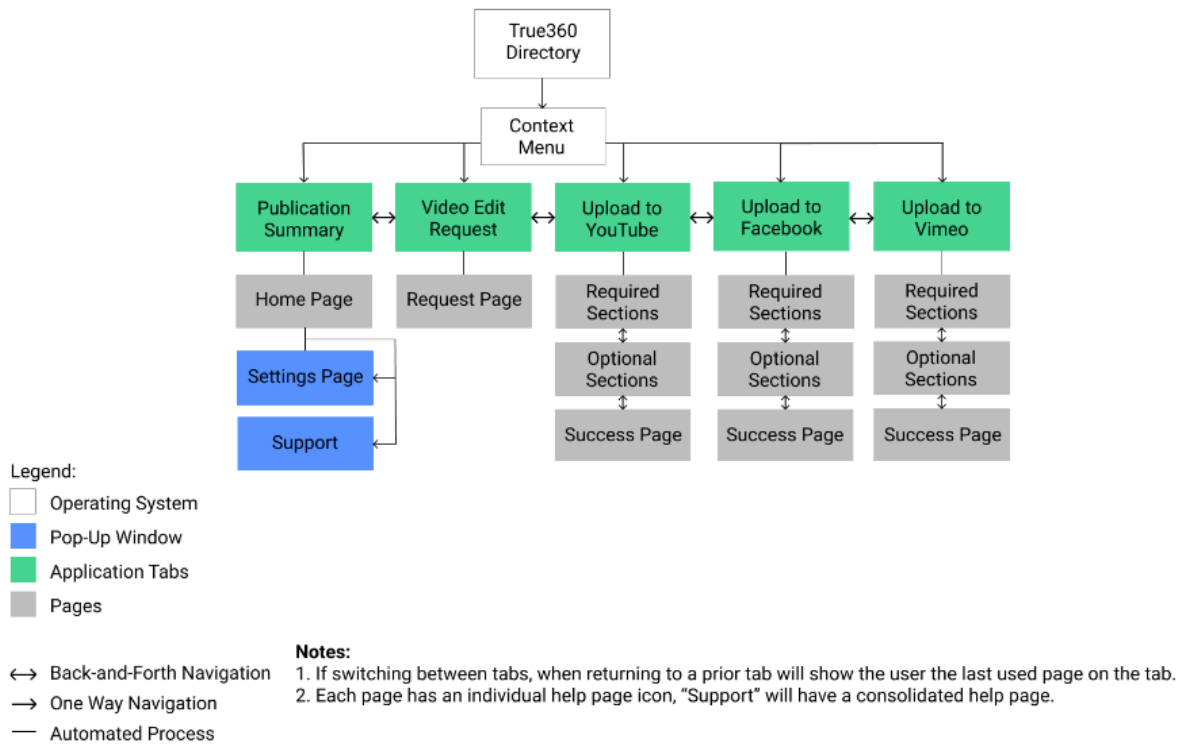 True360
Directory
Context
Menu
Publication
Summary
Video Edit
Request
Upload to
YouTube
Upload to
Facebook
Upload to
Vimeo
Home Page
Request Page
Required
Sections
Required
Sections
Required
Sections
Optional
Sections
Optional
Sections
Optional
Sections
Settings Page
Support
Success Page
Success Page
Success Page
Legend:
Operating System
Pop-Up Window
Application Tabs
Pages
Back-and-Forth Navigation
One Way Navigation
Automated Process
Notes:
1. If switching between tabs, when returning to a prior tab will show the user the last used page on the tab.
2. Each page has an individual help page icon, “Support” will have a consolidated help page.